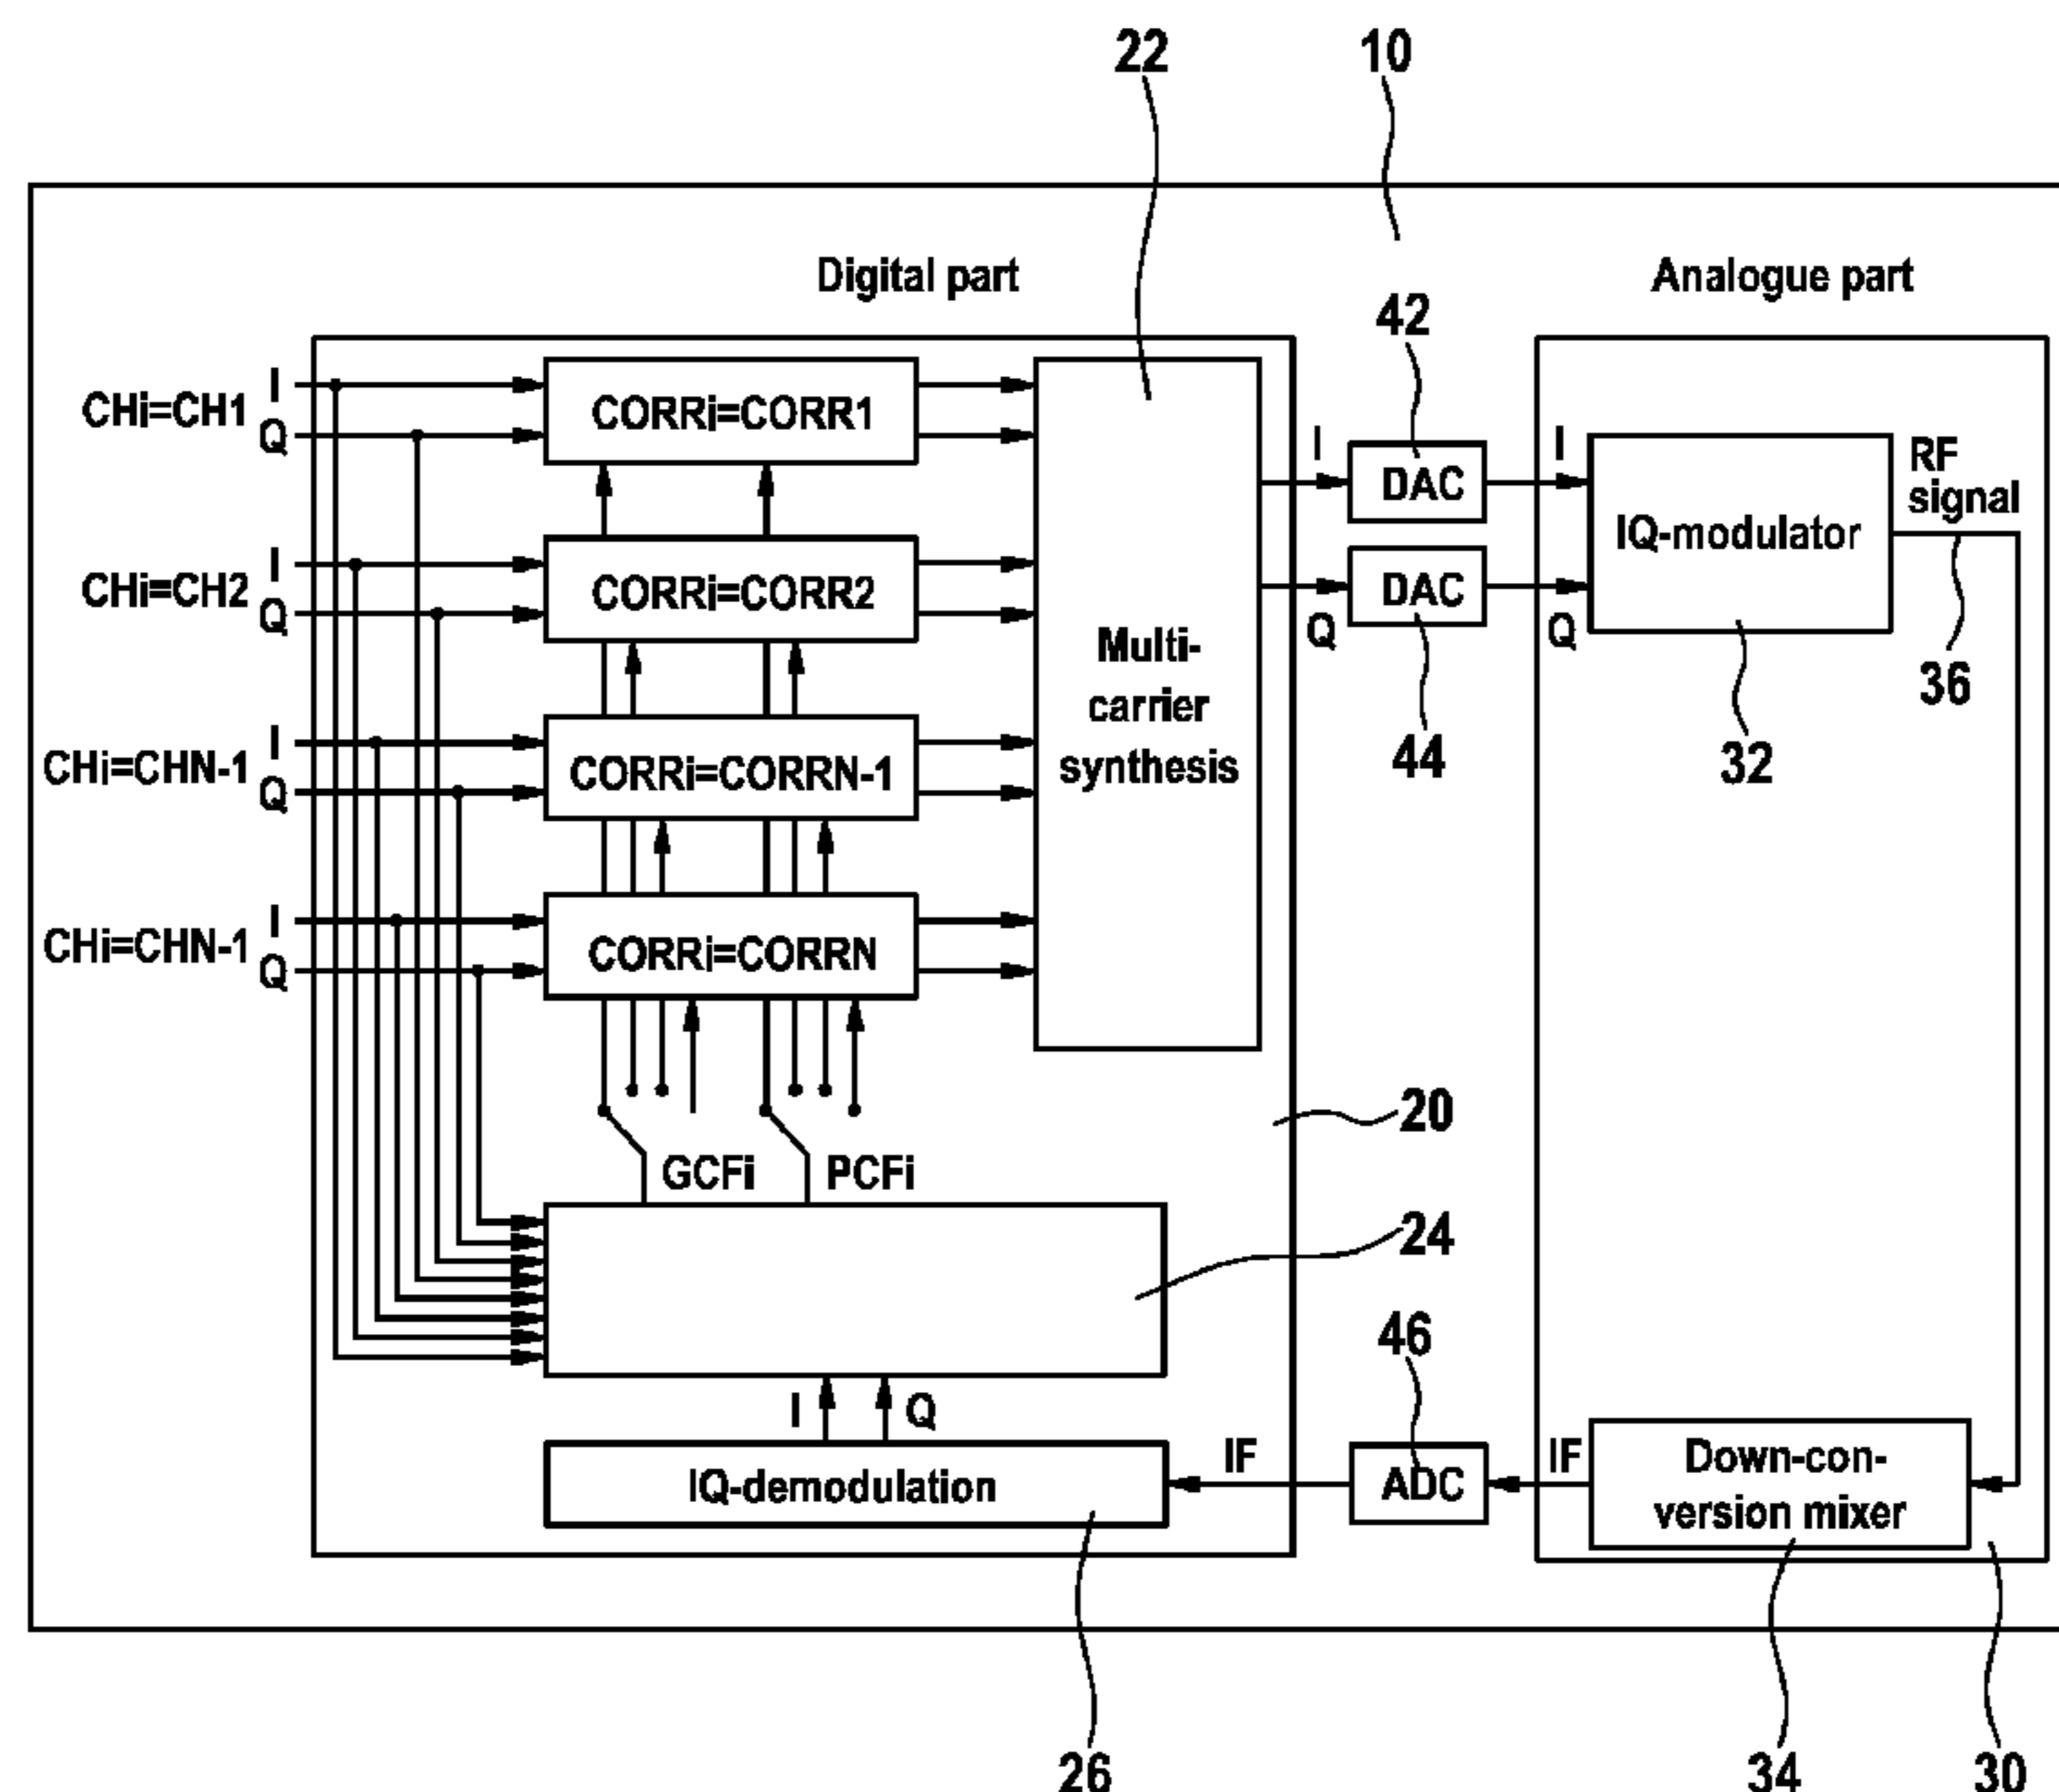 22
10
Digital part
Analogue part
42
CHi=CH1
I
Q
CORRi=CORR1
I
DAC
I
IQ-modulator
RF
signal
CHi=CH2
I
Q
CORRi=CORR2
Q
DAC
Q
36
Multi-
carrier
synthesis
44
32
CHi=CHN-1
I
Q
CORRi=CORRN-1
CHi=CHN-1
I
Q
CORRi=CORRN
20
GCFi
PCFi
24
46
I
Q
IQ-demodulation
IF
ADC
IF
Down-con-
version mixer
26
34
30